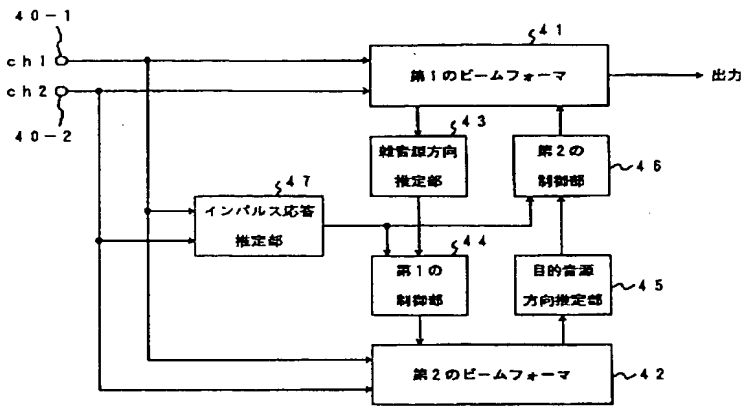 40-1
ch1
ch2
40-2
41
第1のビームフォーマ
出力
43
雑音源方向
推定部
第2の
制御部
46
47
インパルス応答
推定部
44
第1の
制御部
目的音源
方向推定部
45
第2のビームフォーマ
42